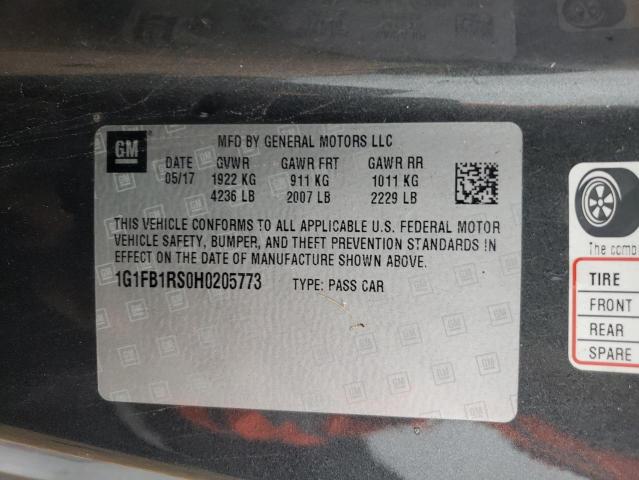 GM
MFD BY GENERAL MOTORS LLC
DATE GVWR GAWR FRT GAWR RR
05/17 1922 KG 911 KG 1011 KG
4236 LB 2007 LB 2229 LB
THIS VEHICLE CONFORMS TO ALL APPLICABLE U.S. FEDERAL MOTOR
VEHICLE SAFETY, BUMPER, AND THEFT PREVENTION STANDARDS IN
EFFECT ON THE DATE OF MANUFACTURE SHOWN ABOVE.
1G1FB1RS0H0205773 TYPE: PASS CAR
The
TIRE
FRONT
REAR
SPARE